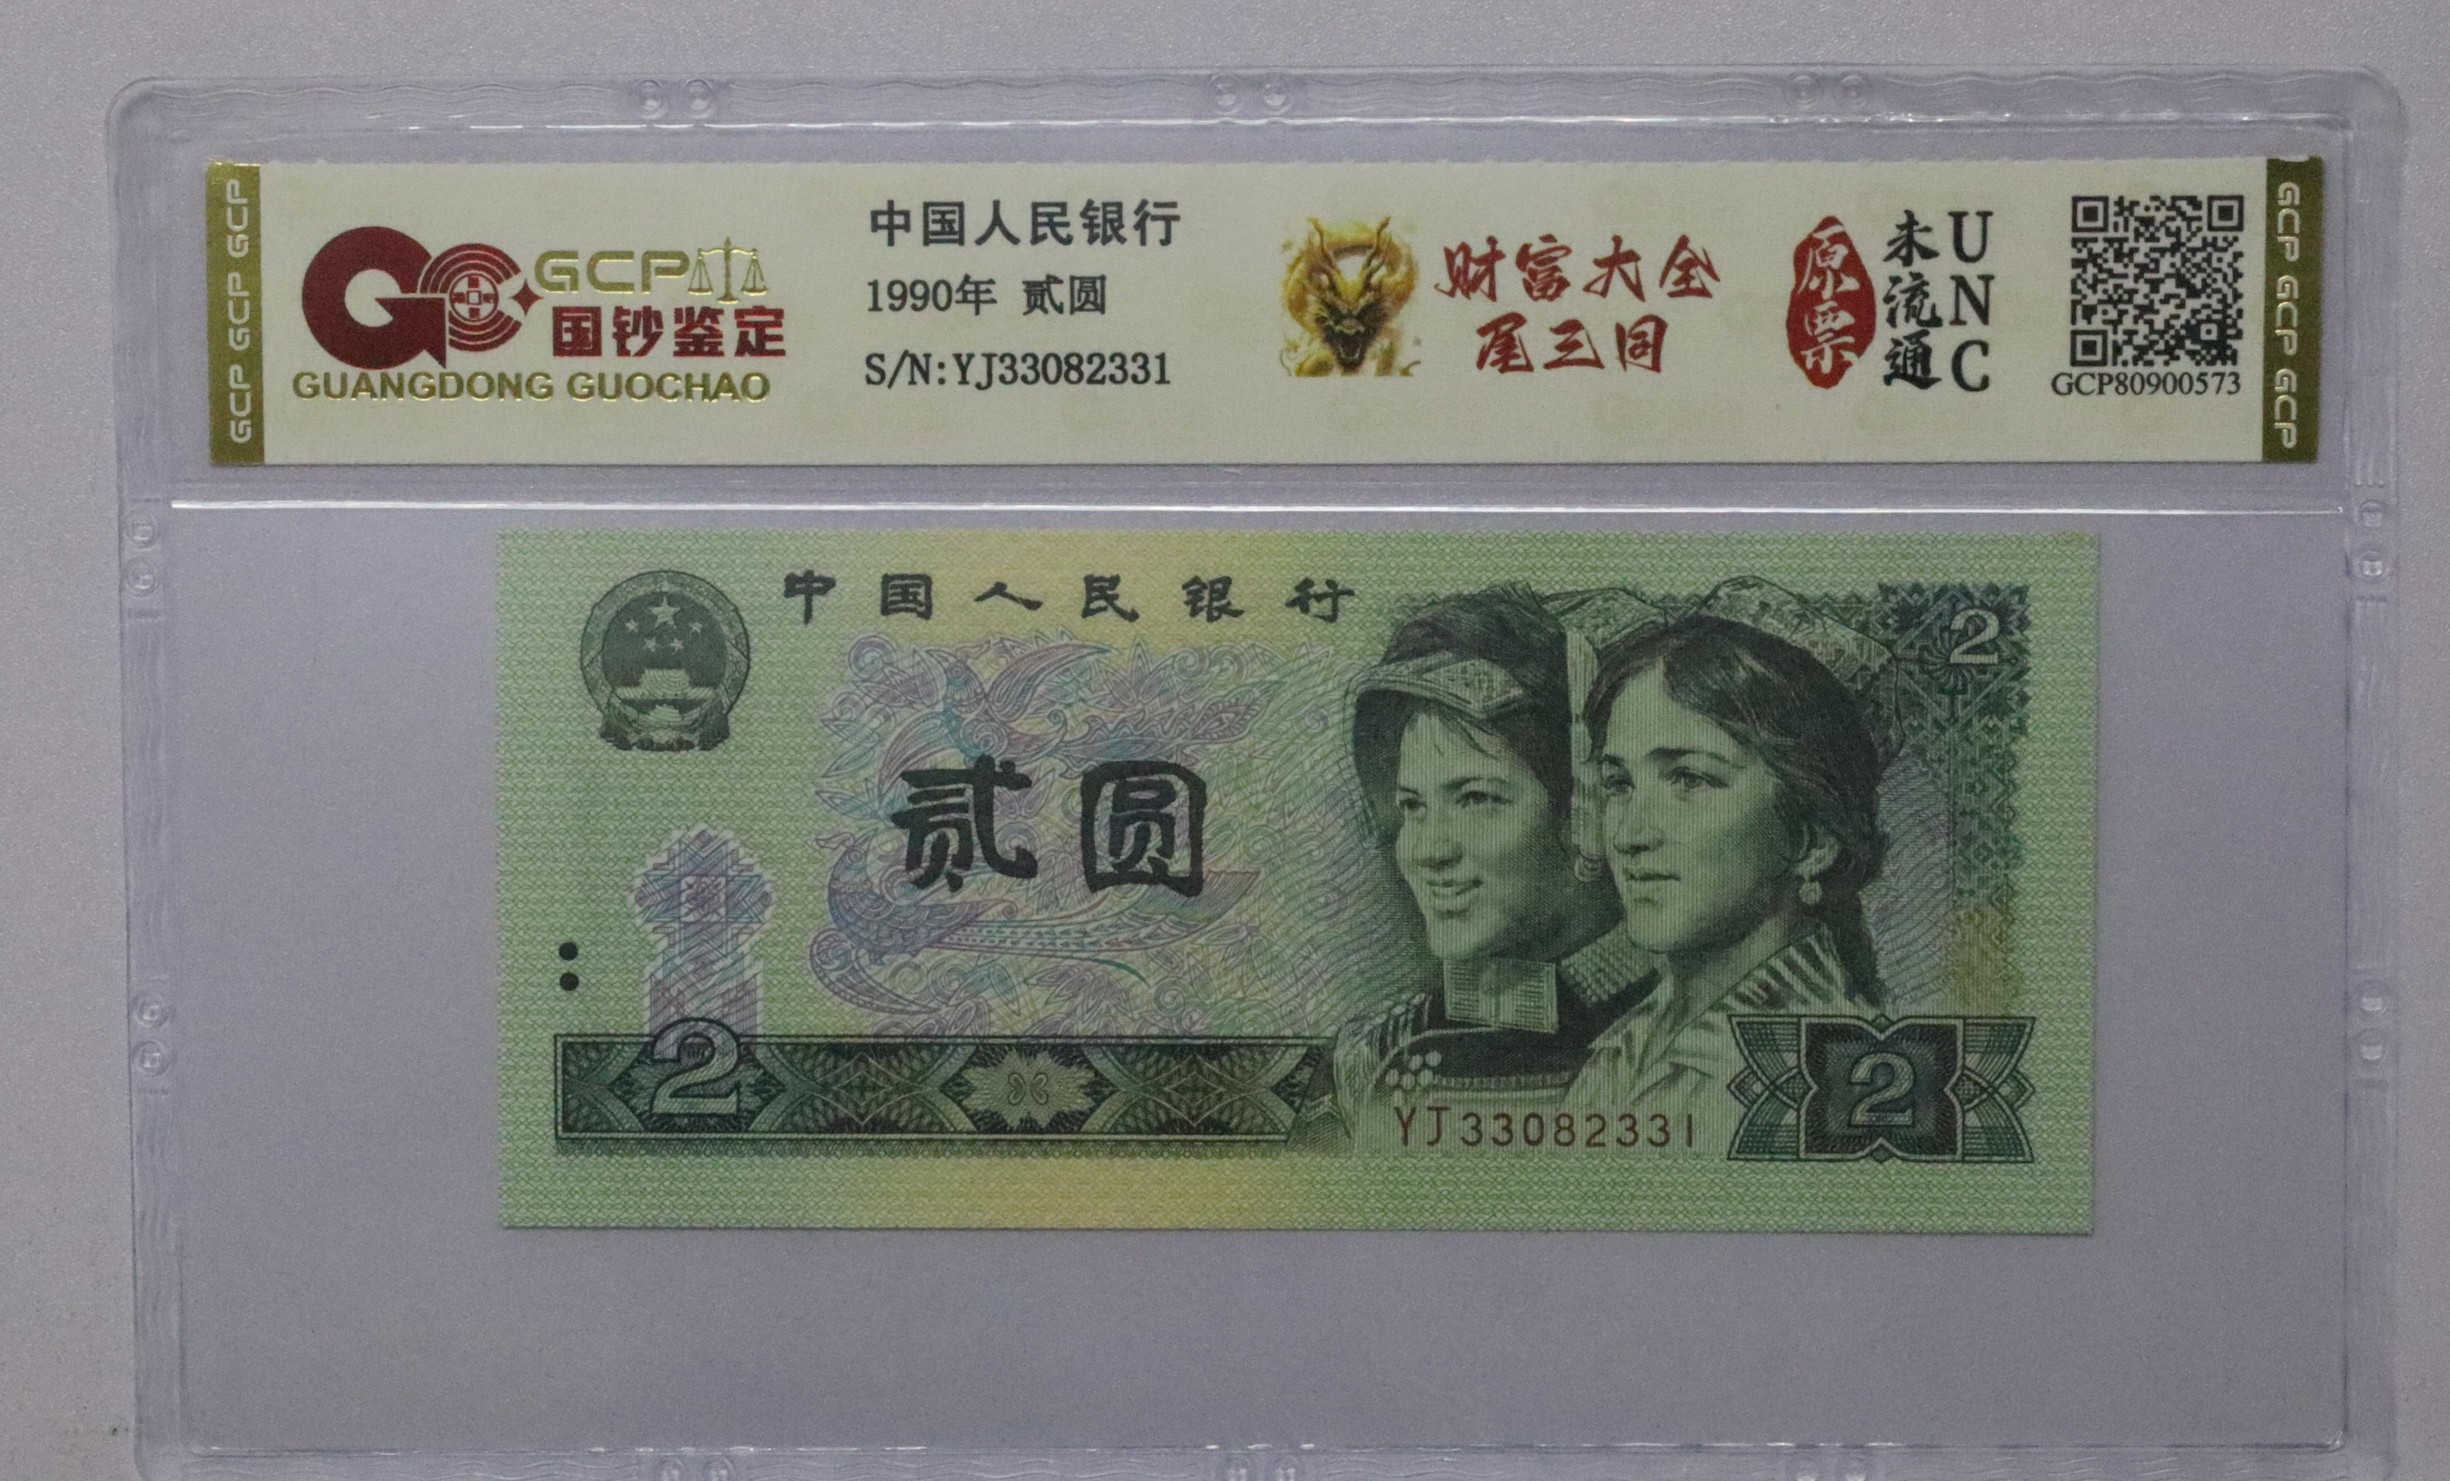 GCP GCP GCP
GCP
国钞鉴定
GUANGDONG GUOCHAO
中国人民银行
1990年 贰圆
S/N:YJ33082331
财富大全
尾三同
原票
未流通
UNC
GCP80900573
GCP GCP GCP
中国人民银行
2
贰圆
2
YJ33082331
2